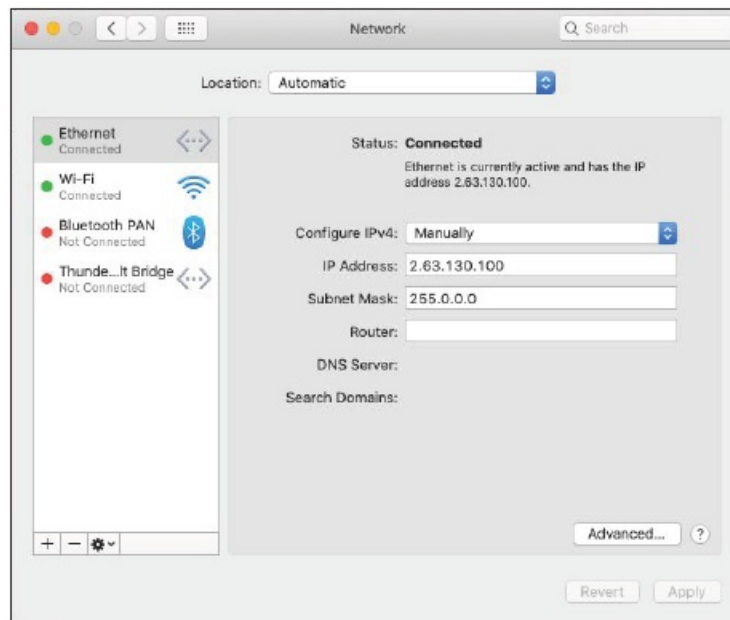 Network
Search
Location: Automatic
Ethernet
Connected
Wi-Fi
Connected
Bluetooth PAN
Not Connected
Thunde...lt Bridge
Not Connected
Status: Connected
Ethernet is currently active and has the IP
address 2.63.130.100.
Configure IPv4: Manually
IP Address: 2.63.130.100
Subnet Mask: 255.0.0.0
Router:
DNS Server:
Search Domains:
Advanced... ?
Revert Apply